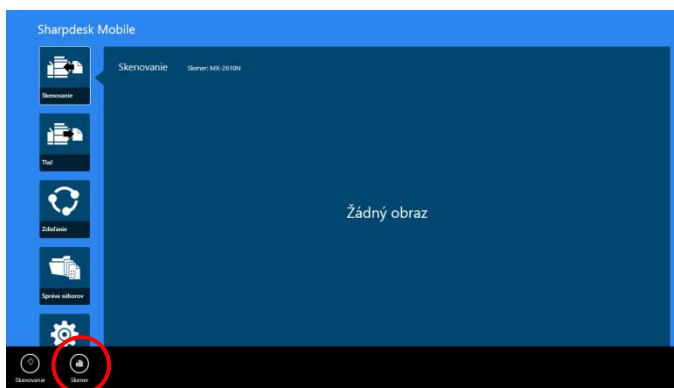 Sharpdesk Mobile
Skenovanie
Skener: MX-2610N
Skenovanie
Tlač
Zdieľanie
Správa súborov
Žádný obraz
Skenovanie
Skener